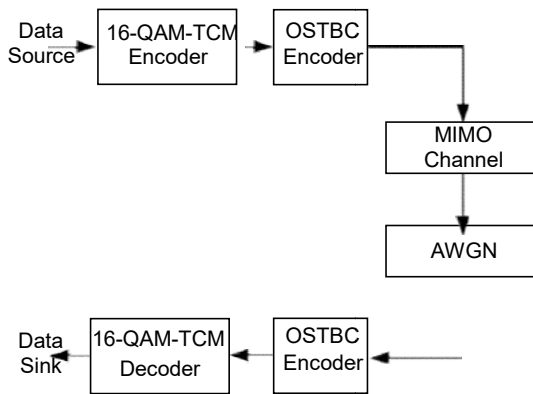 Data
Source
16-QAM-TCM
Encoder
OSTBC
Encoder
MIMO
Channel
AWGN
Data
Sink
16-QAM-TCM
Decoder
OSTBC
Encoder